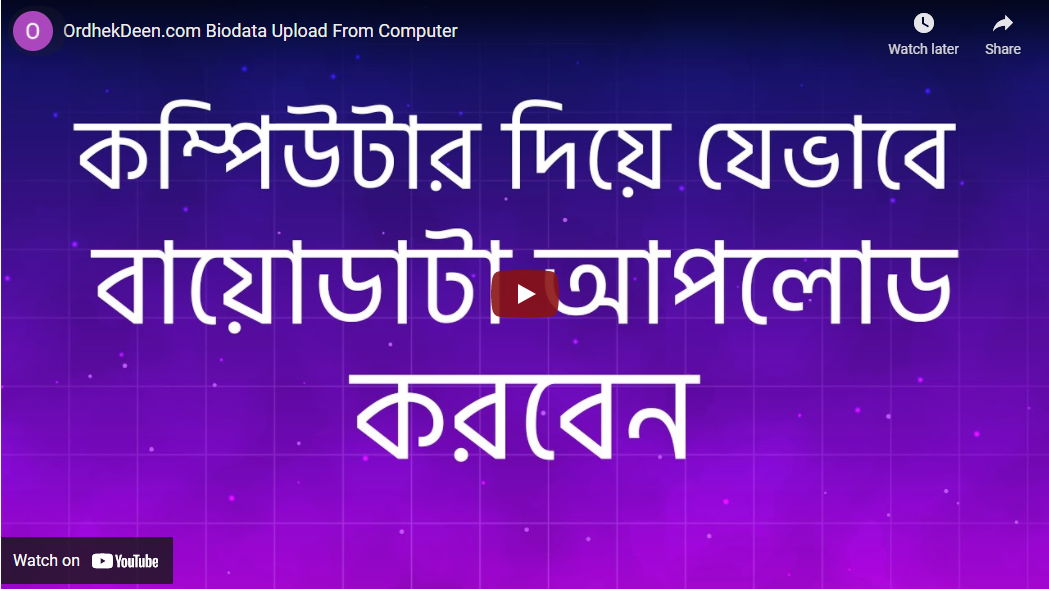 O
OrdhekDeen.com Biodata Upload From Computer
Watch later
Share
কম্পিউটার দিয়ে যেভাবে
বায়োডাটা আপলোড
করবেন
Watch on YouTube